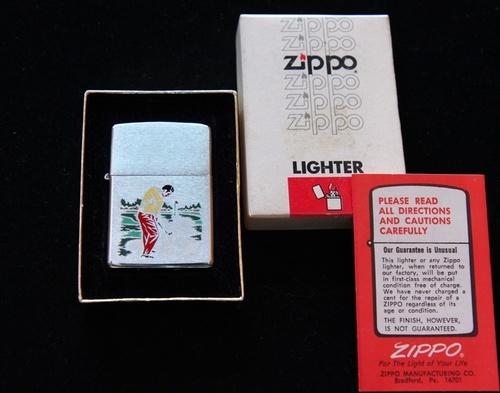 zippo
zippo
zippo
zippo
zippo
zippo
LIGHTER
PLEASE READ
ALL DIRECTIONS
AND CAUTIONS
CAREFULLY
Our Guarantee is Unusual
This lighter or any Zippo
lighter, when returned to
our factory, will be put
in first-class mechanical
condition free of charge.
We have never charged a
cent for the repair of a
ZIPPO regardless of its
age or condition.
THE FINISH, HOWEVER,
IS NOT GUARANTEED.
ZIPPO®
For The Light of Your Life
ZIPPO MANUFACTURING CO.
Bradford, Pa. 16701